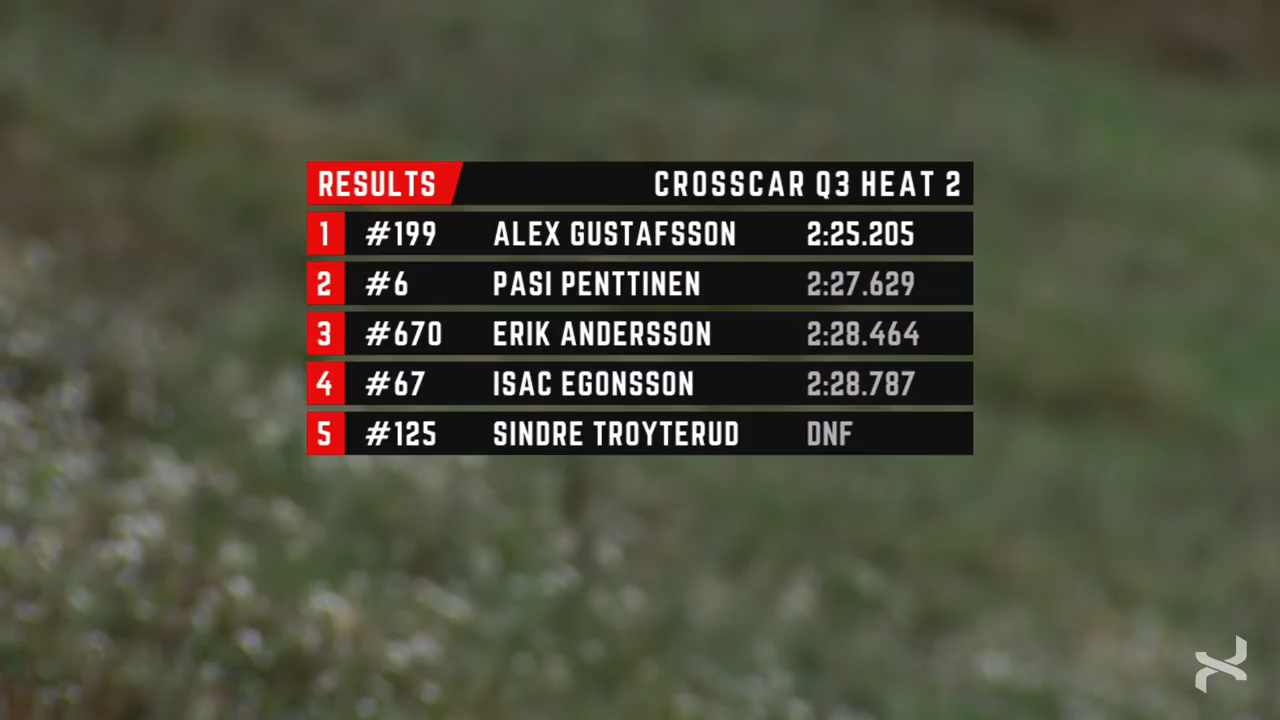 RESULTS CROSSCAR Q3 HEAT 2
1 #199 ALEX GUSTAFSSON 2:25.205
2 #6 PASI PENTTINEN 2:27.629
3 #670 ERIK ANDERSSON 2:28.464
4 #67 ISAC EGONSSON 2:28.787
5 #125 SINDRE TROYTERUD DNF